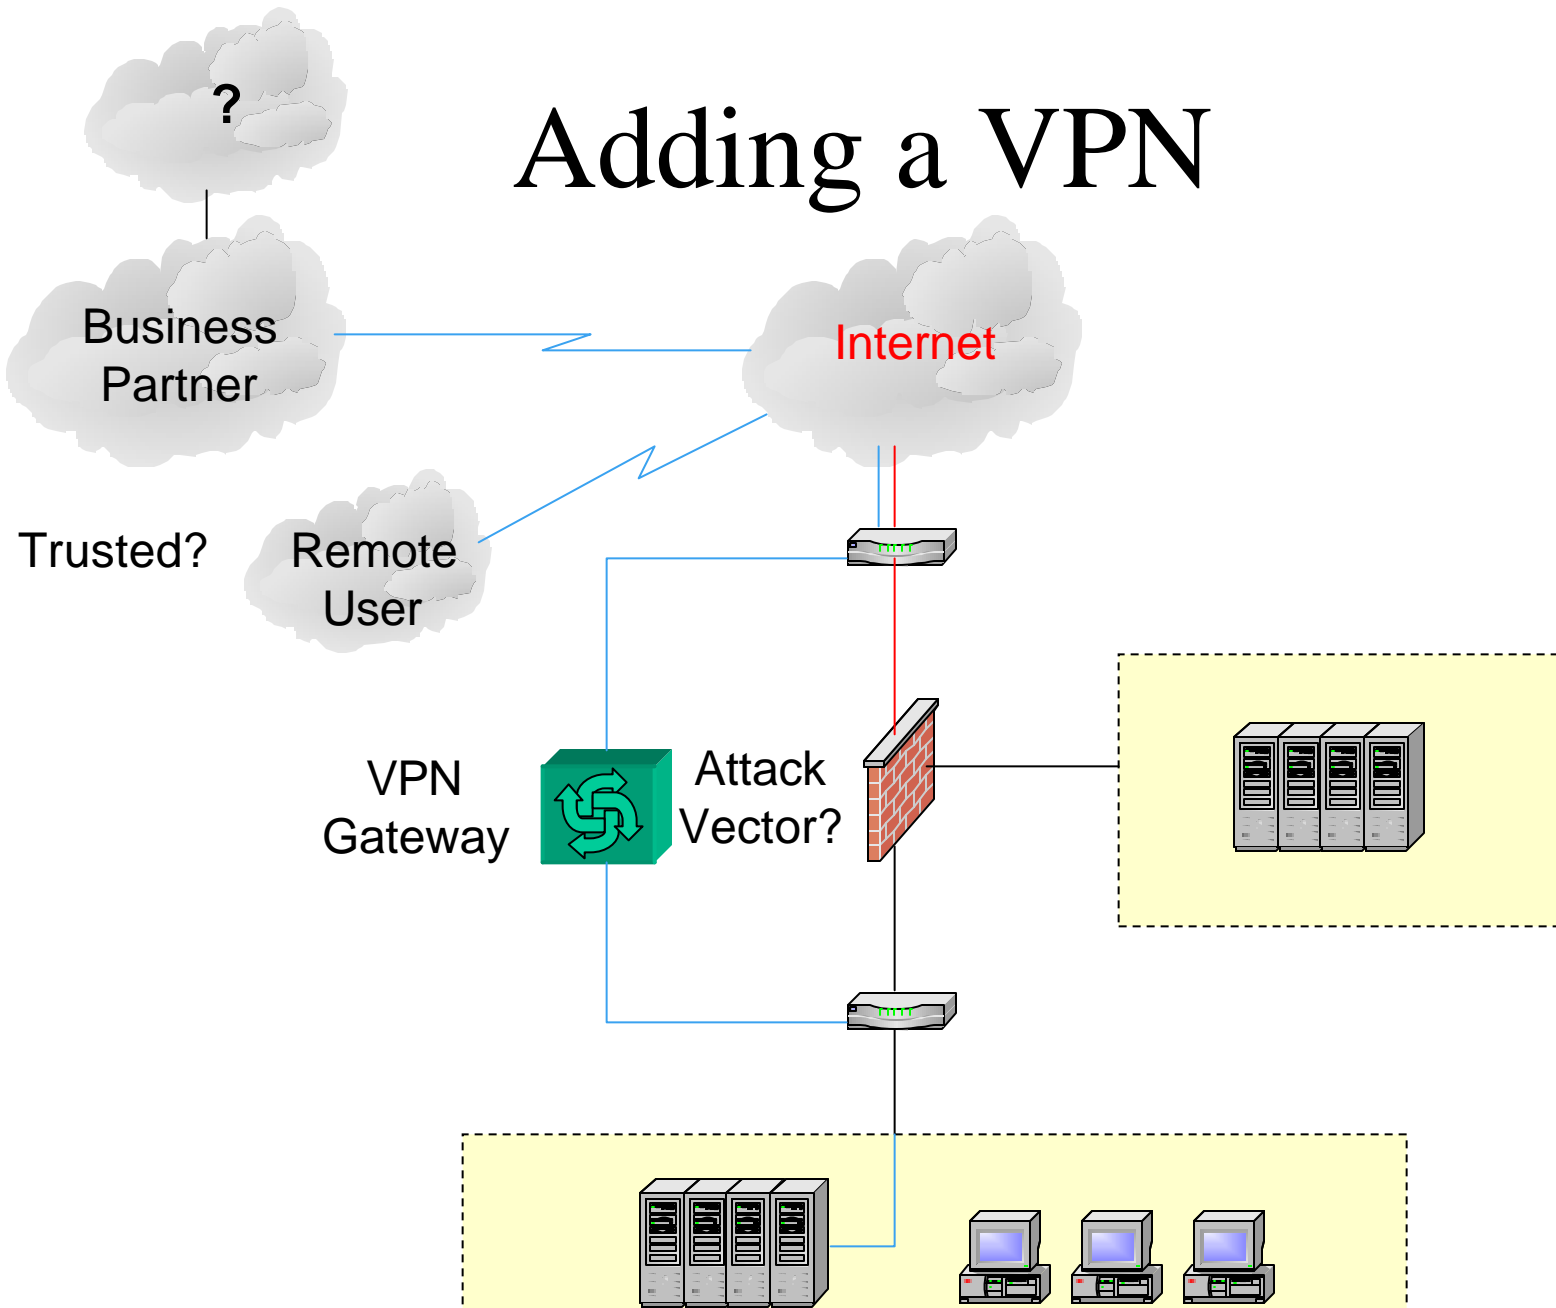 ?
Adding a VPN
Business
Partner
Internet
Trusted?
Remote
User
VPN
Gateway
Attack
Vector?